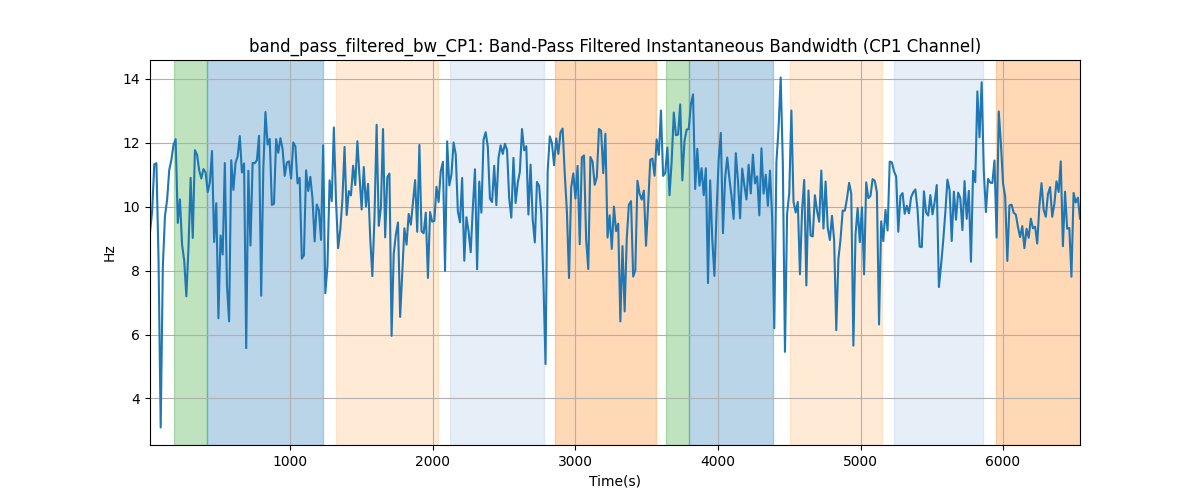 band_pass_filtered_bw_CP1: Band-Pass Filtered Instantaneous Bandwidth (CP1 Channel)
14
12
10
8
6
4
Hz
1000 2000 3000 4000 5000 6000
Time(s)